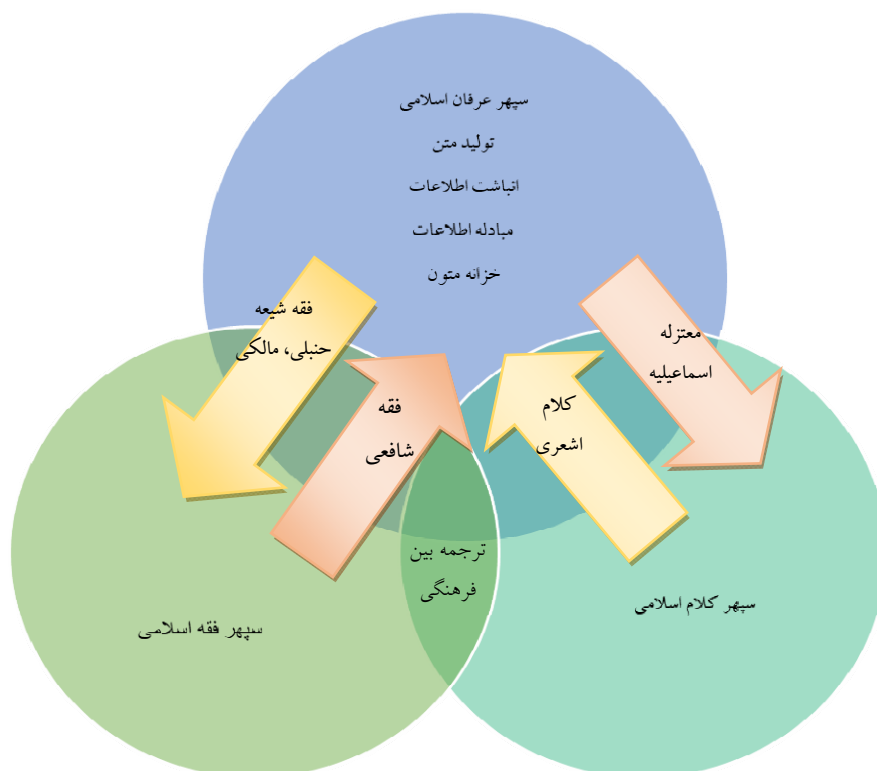 سپهر عرفان اسلامی
تولید متن
انباشت اطلاعات
مبادله اطلاعات
خزانه متون
فقه شیعه
حنبلی، مالکی
معتزله
اسماعیلیه
فقه
شافعی
کلام
اشعری
ترجمه بین
فرهنگی
سپهر کلام اسلامی
سپهر فقه اسلامی